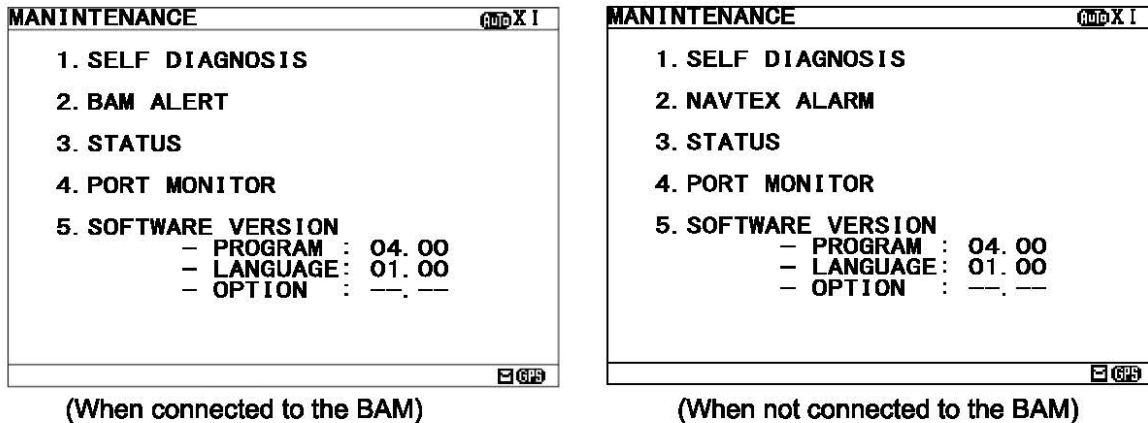 MANINTENANCE AUTO X I
1. SELF DIAGNOSIS
2. BAM ALERT
3. STATUS
4. PORT MONITOR
5. SOFTWARE VERSION
– PROGRAM : 04. 00
– LANGUAGE: 01. 00
– OPTION : ––. ––
GPS
(When connected to the BAM)
MANINTENANCE AUTO X I
1. SELF DIAGNOSIS
2. NAVTEX ALARM
3. STATUS
4. PORT MONITOR
5. SOFTWARE VERSION
– PROGRAM : 04. 00
– LANGUAGE: 01. 00
– OPTION : ––. ––
GPS
(When not connected to the BAM)